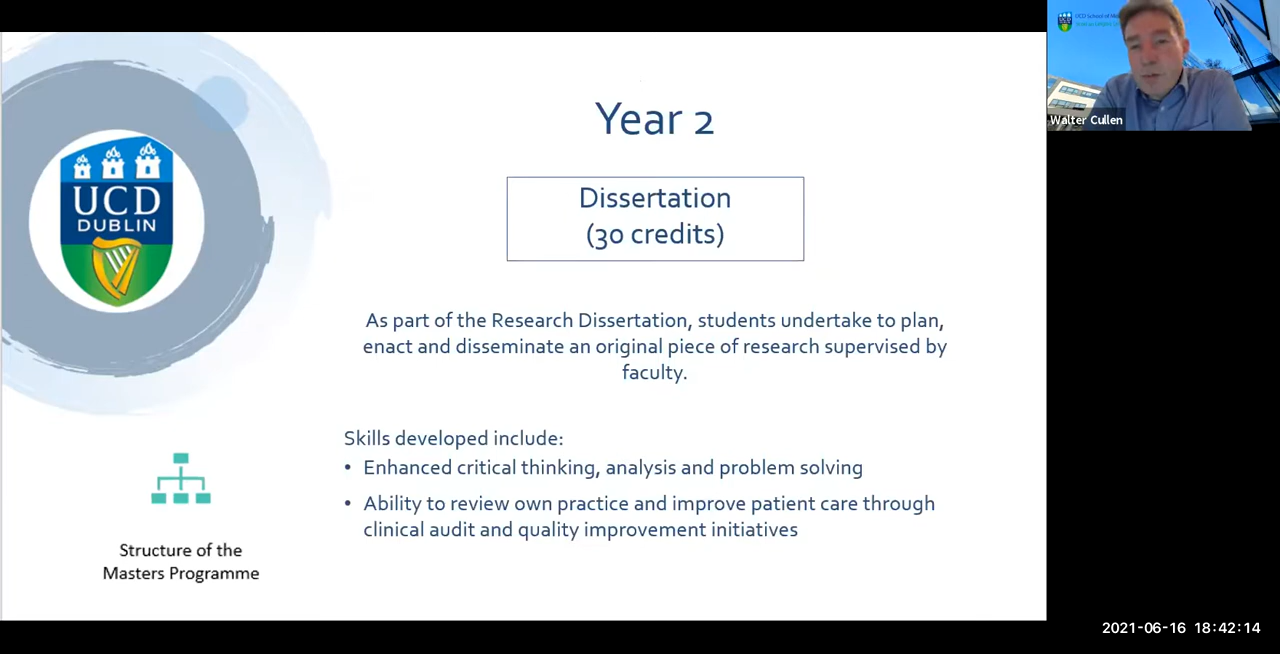 Year 2
Dissertation
(30 credits)
As part of the Research Dissertation, students undertake to plan,
enact and disseminate an original piece of research supervised by
faculty.
Skills developed include:
• Enhanced critical thinking, analysis and problem solving
• Ability to review own practice and improve patient care through
clinical audit and quality improvement initiatives
UCD
DUBLIN
Structure of the
Masters Programme
UCD School of
Walter Cullen
2021-06-16 18:42:14